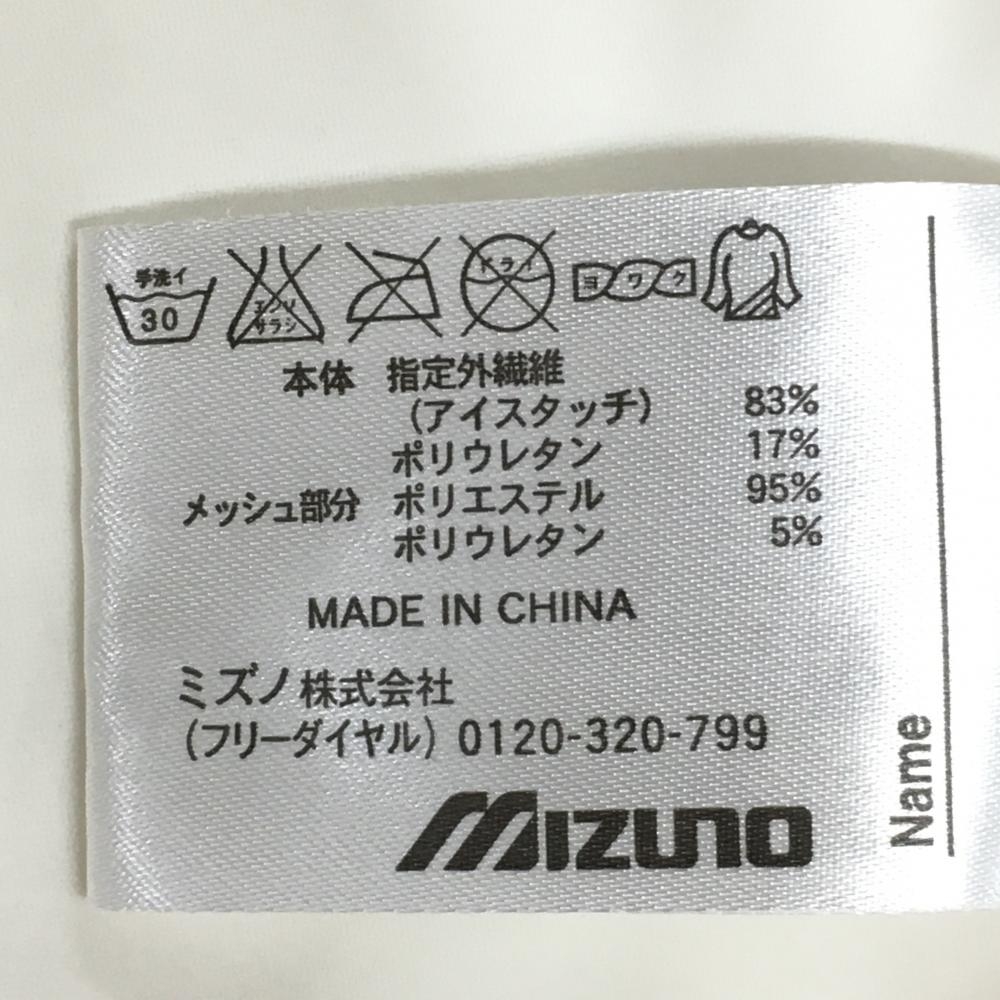 手洗イ
30
エンソ
サラシ
ドライ
ヨワク
本体 指定外繊維
(アイスタッチ) 83%
ポリウレタン 17%
メッシュ部分 ポリエステル 95%
ポリウレタン 5%
MADE IN CHINA
ミズノ株式会社
(フリーダイヤル) 0120-320-799
MIZUNO
Name